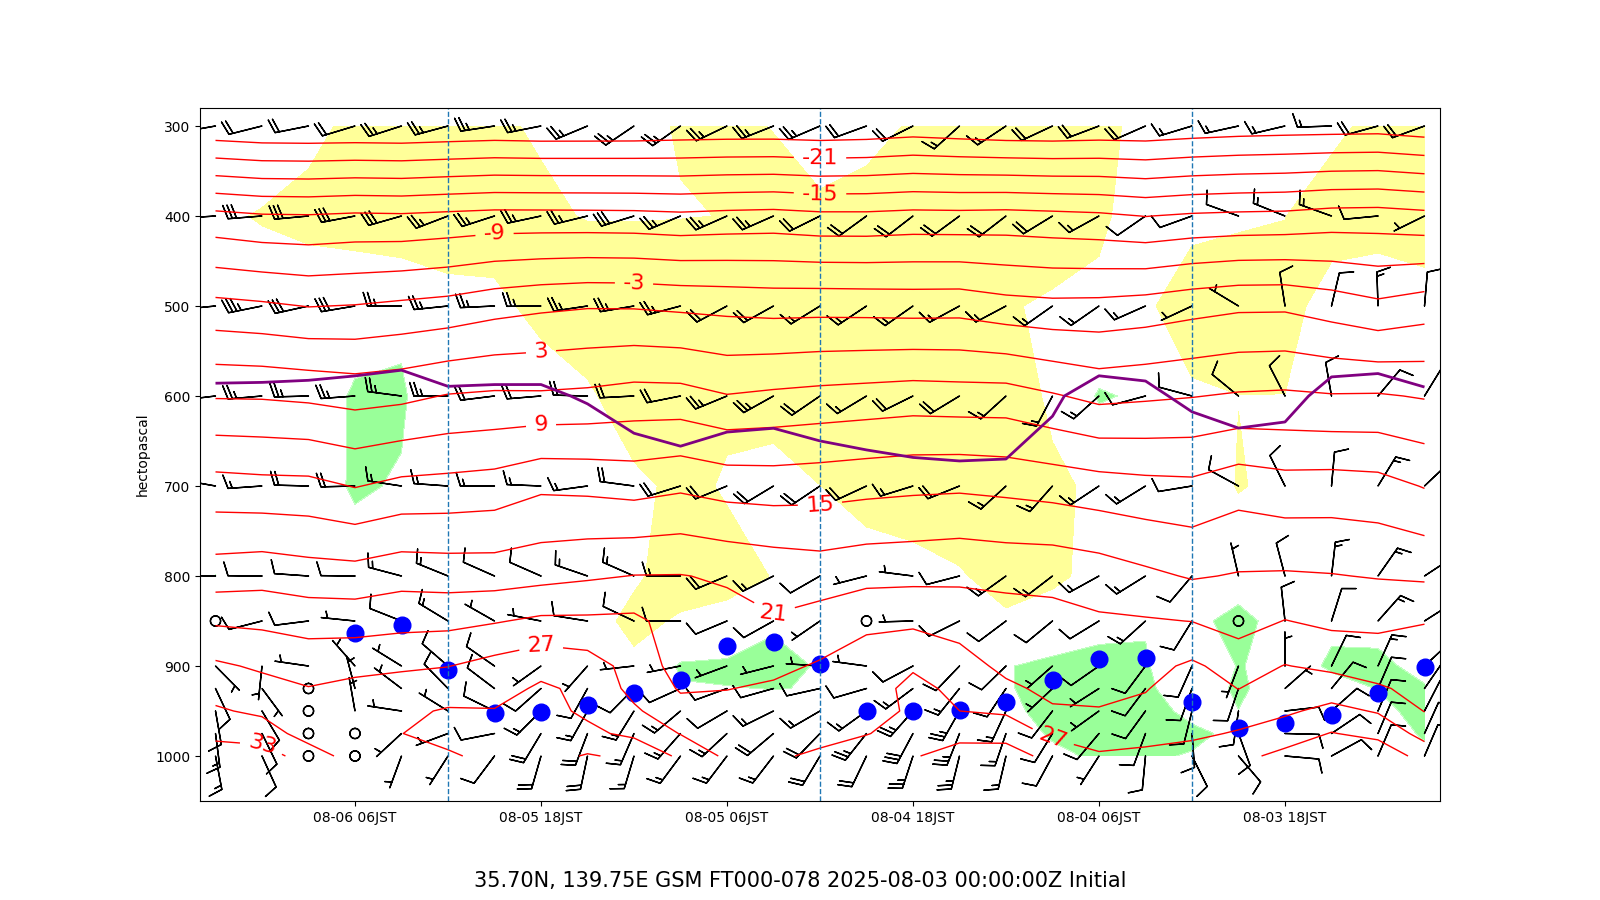 300
400
500
600
700
800
900
1000
hectopascal
-21
-15
-9
-3
3
9
15
21
27
33
27
08-06 06JST
08-05 18JST
08-05 06JST
08-04 18JST
08-04 06JST
08-03 18JST
35.70N, 139.75E GSM FT000-078 2025-08-03 00:00:00Z Initial